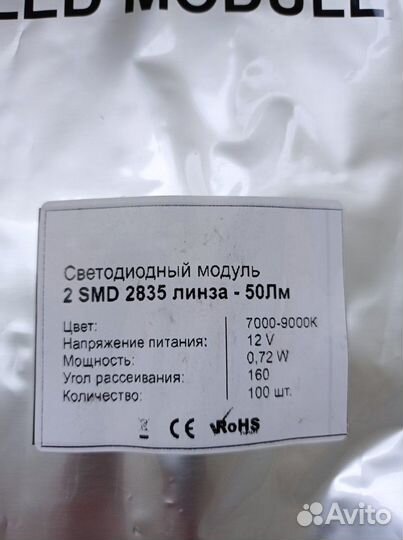 LED MODULE
Светодиодный модуль
2 SMD 2835 линза - 50Лм
Цвет: 7000-9000К
Напряжение питания: 12 V
Мощность: 0,72 W
Угол рассеивания: 160
Количество: 100 шт.
CE RoHS
Avito